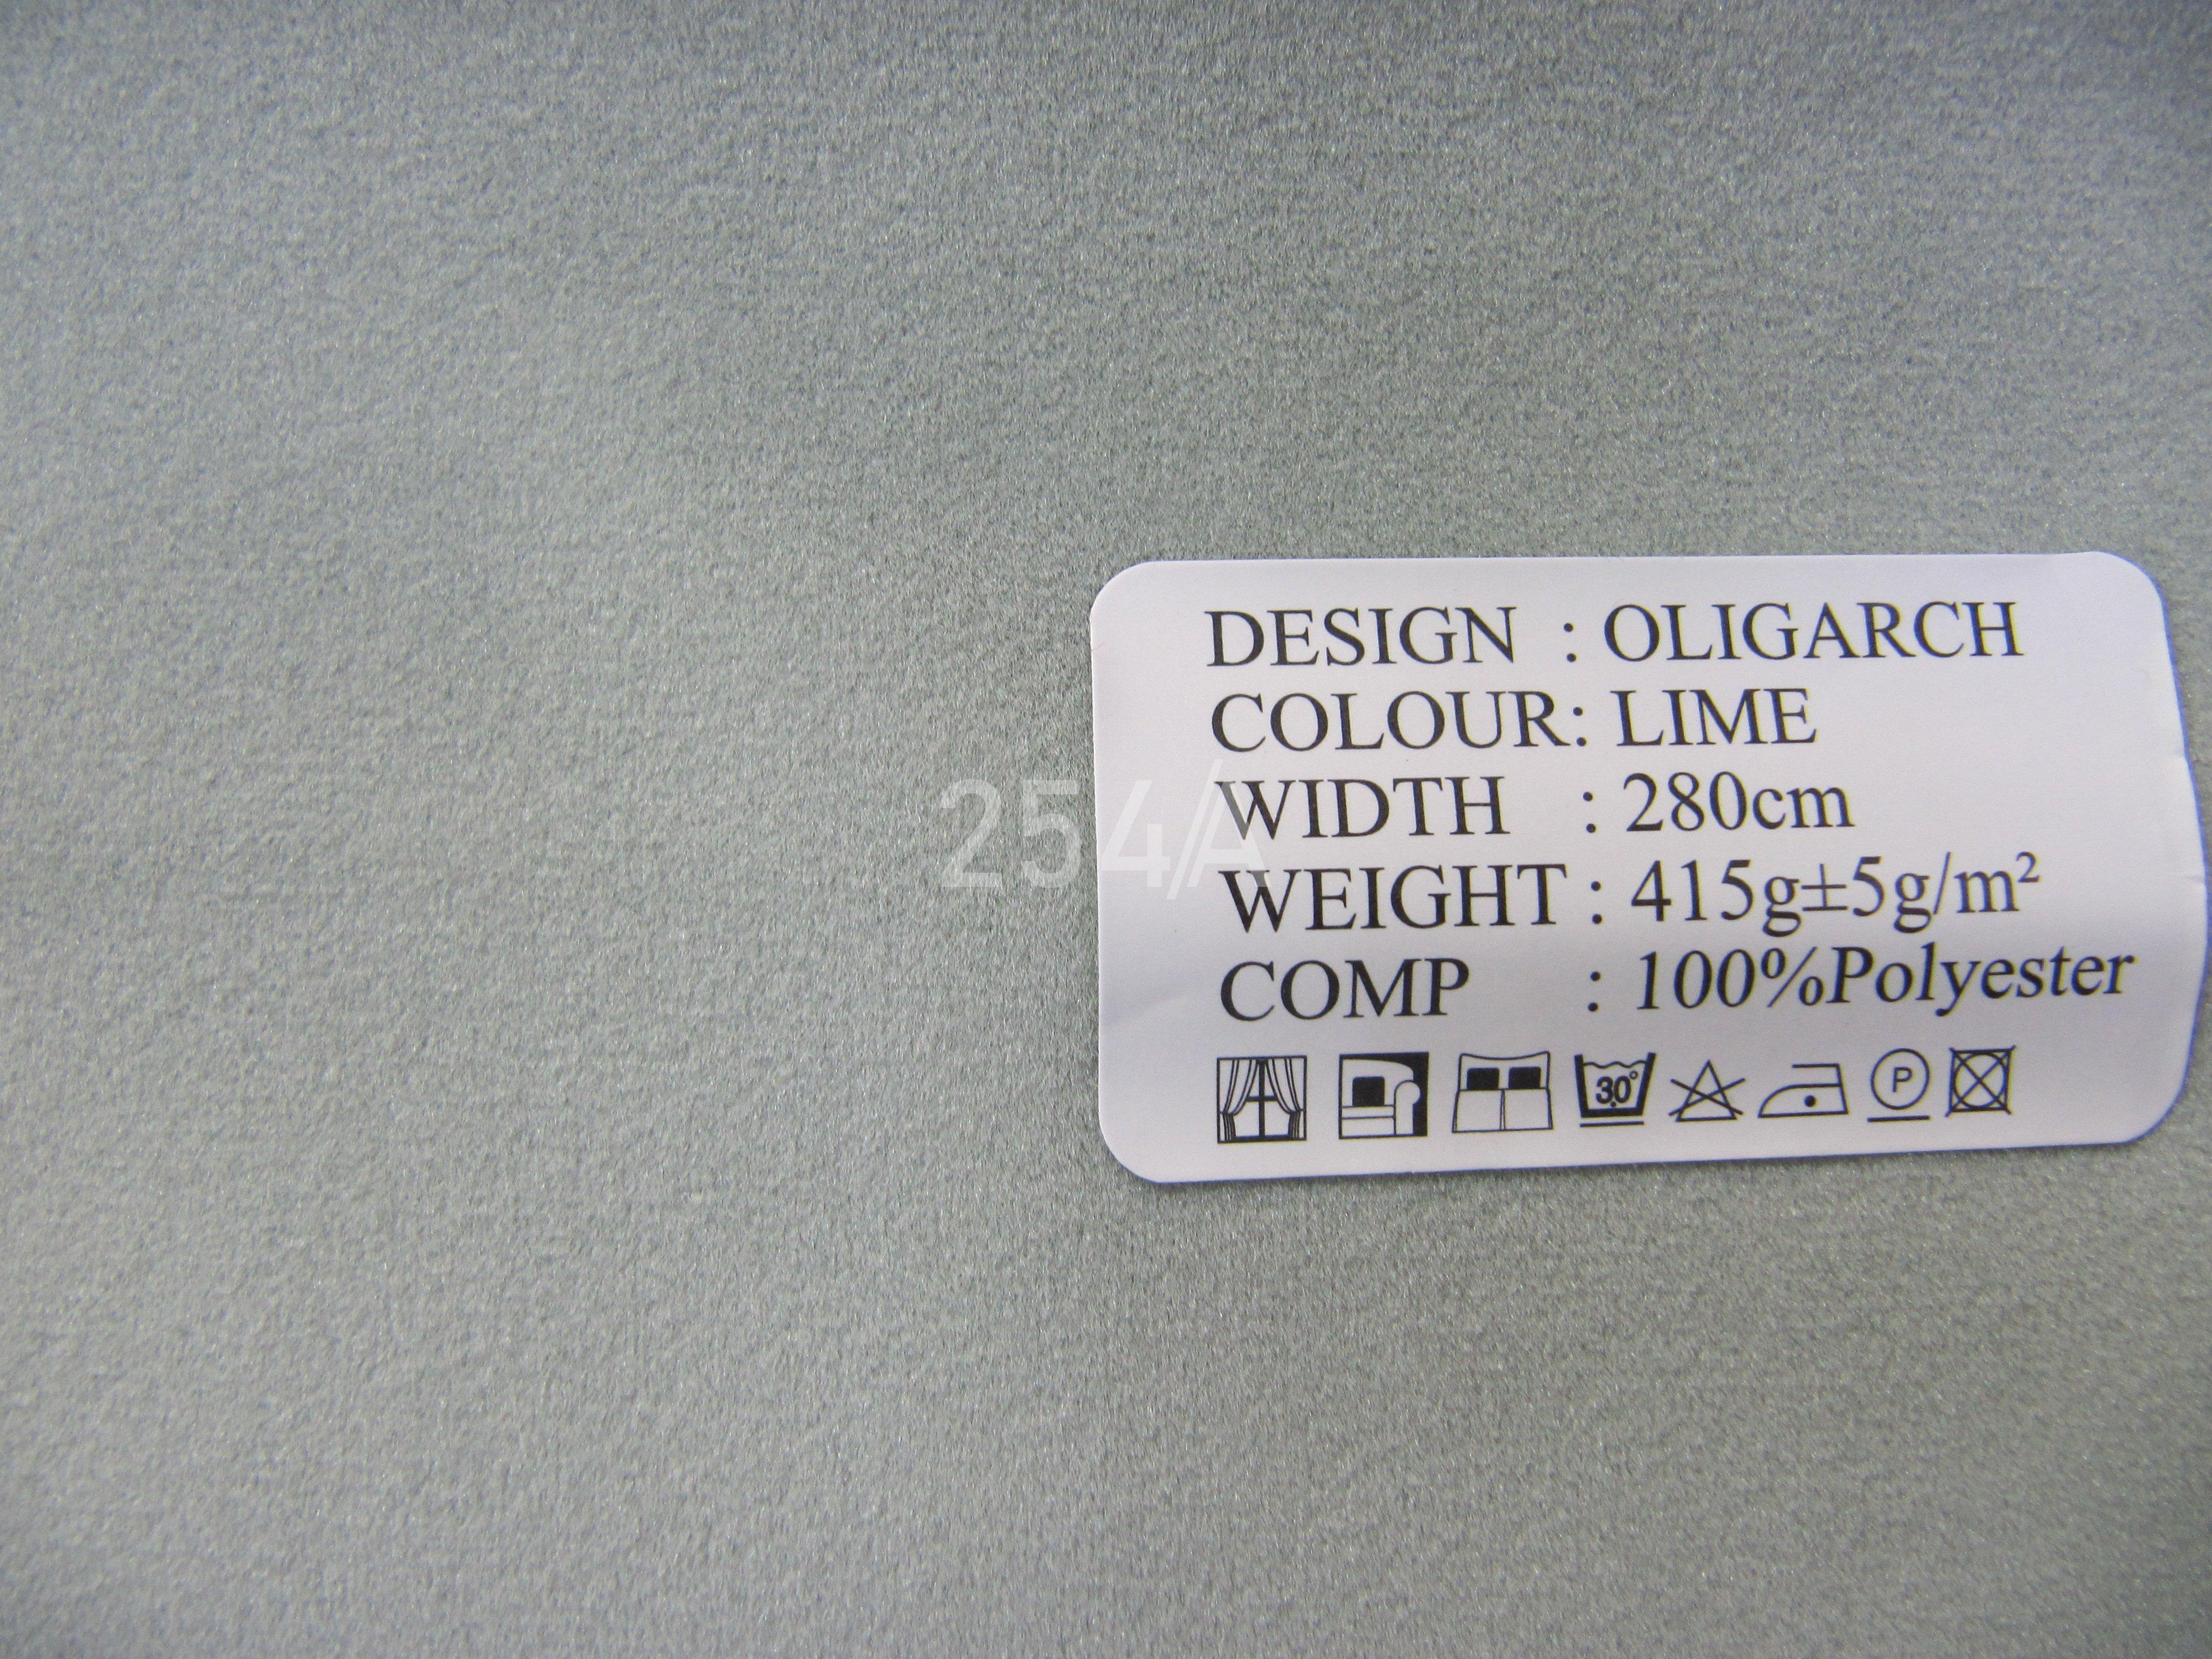 DESIGN : OLIGARCH
COLOUR: LIME
254/A
WIDTH : 280cm
WEIGHT : 415g±5g/m²
COMP : 100%Polyester
30°
P